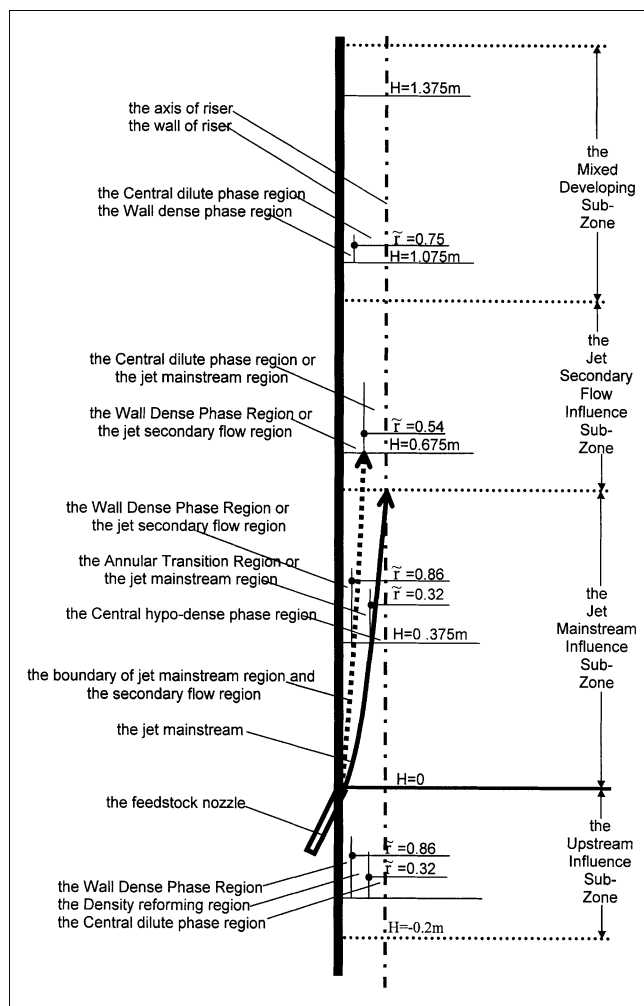 H=1.375m
the axis of riser
the wall of riser
the
Mixed
Developing
Sub-
Zone
the Central dilute phase region
the Wall dense phase region
r̃ =0.75
H=1.075m
the Central dilute phase region or
the jet mainstream region
the Wall Dense Phase Region or
the jet secondary flow region
r̃ =0.54
H=0.675m
the
Jet
Secondary
Flow
Influence
Sub-
Zone
the Wall Dense Phase Region or
the jet secondary flow region
the Annular Transition Region or
the jet mainstream region
the Central hypo-dense phase region
r̃ =0.86
r̃ =0.32
H=0 .375m
the
Jet
Mainstream
Influence
Sub-
Zone
the boundary of jet mainstream region and
the secondary flow region
the jet mainstream
H=0
the feedstock nozzle
r̃ =0.86
r̃ =0.32
the Wall Dense Phase Region
the Density reforming region
the Central dilute phase region
H=-0.2m
the
Upstream
Influence
Sub-
Zone